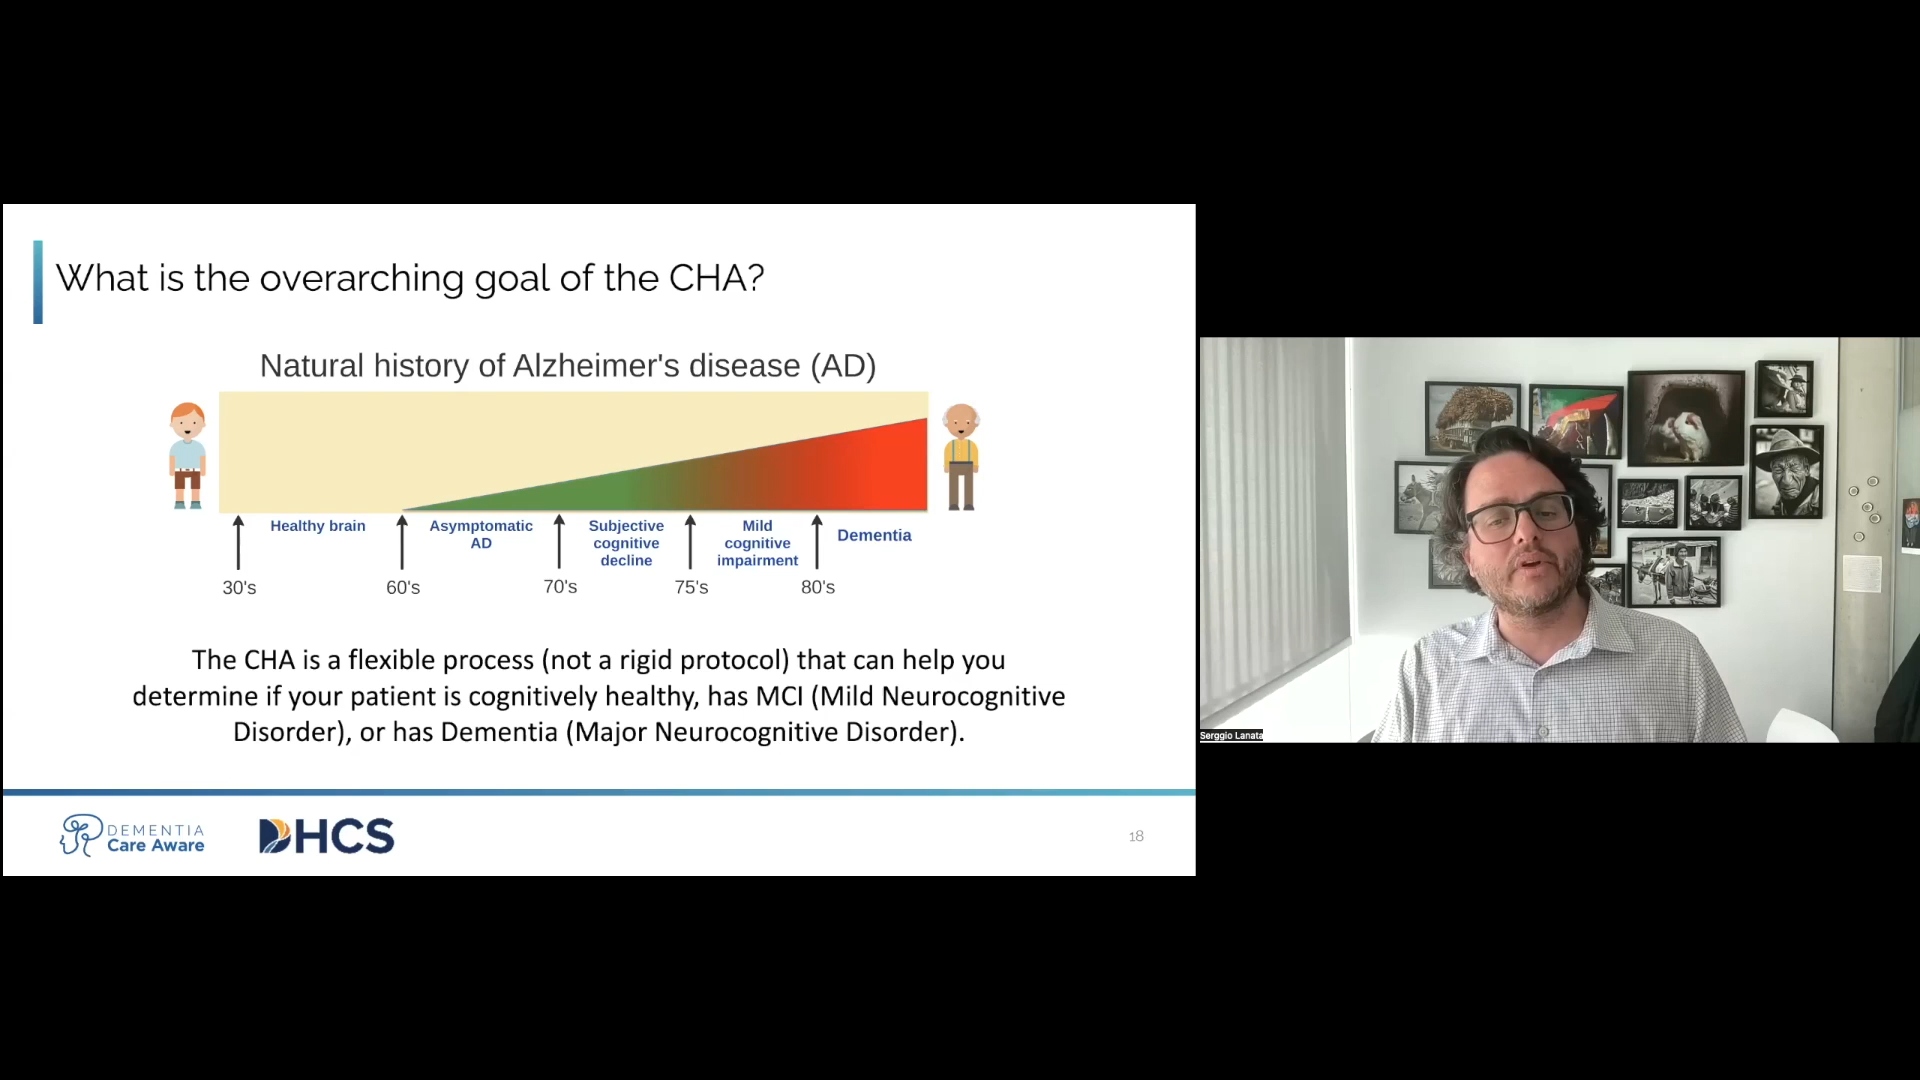 What is the overarching goal of the CHA?
Natural history of Alzheimer's disease (AD)
Healthy brain
Asymptomatic
AD
Subjective
cognitive
decline
Mild
cognitive
impairment
Dementia
30's
60's
70's
75's
80's
The CHA is a flexible process (not a rigid protocol) that can help you
determine if your patient is cognitively healthy, has MCI (Mild Neurocognitive
Disorder), or has Dementia (Major Neurocognitive Disorder).
DEMENTIA
Care Aware
DHCS
18
Serggio Lanata